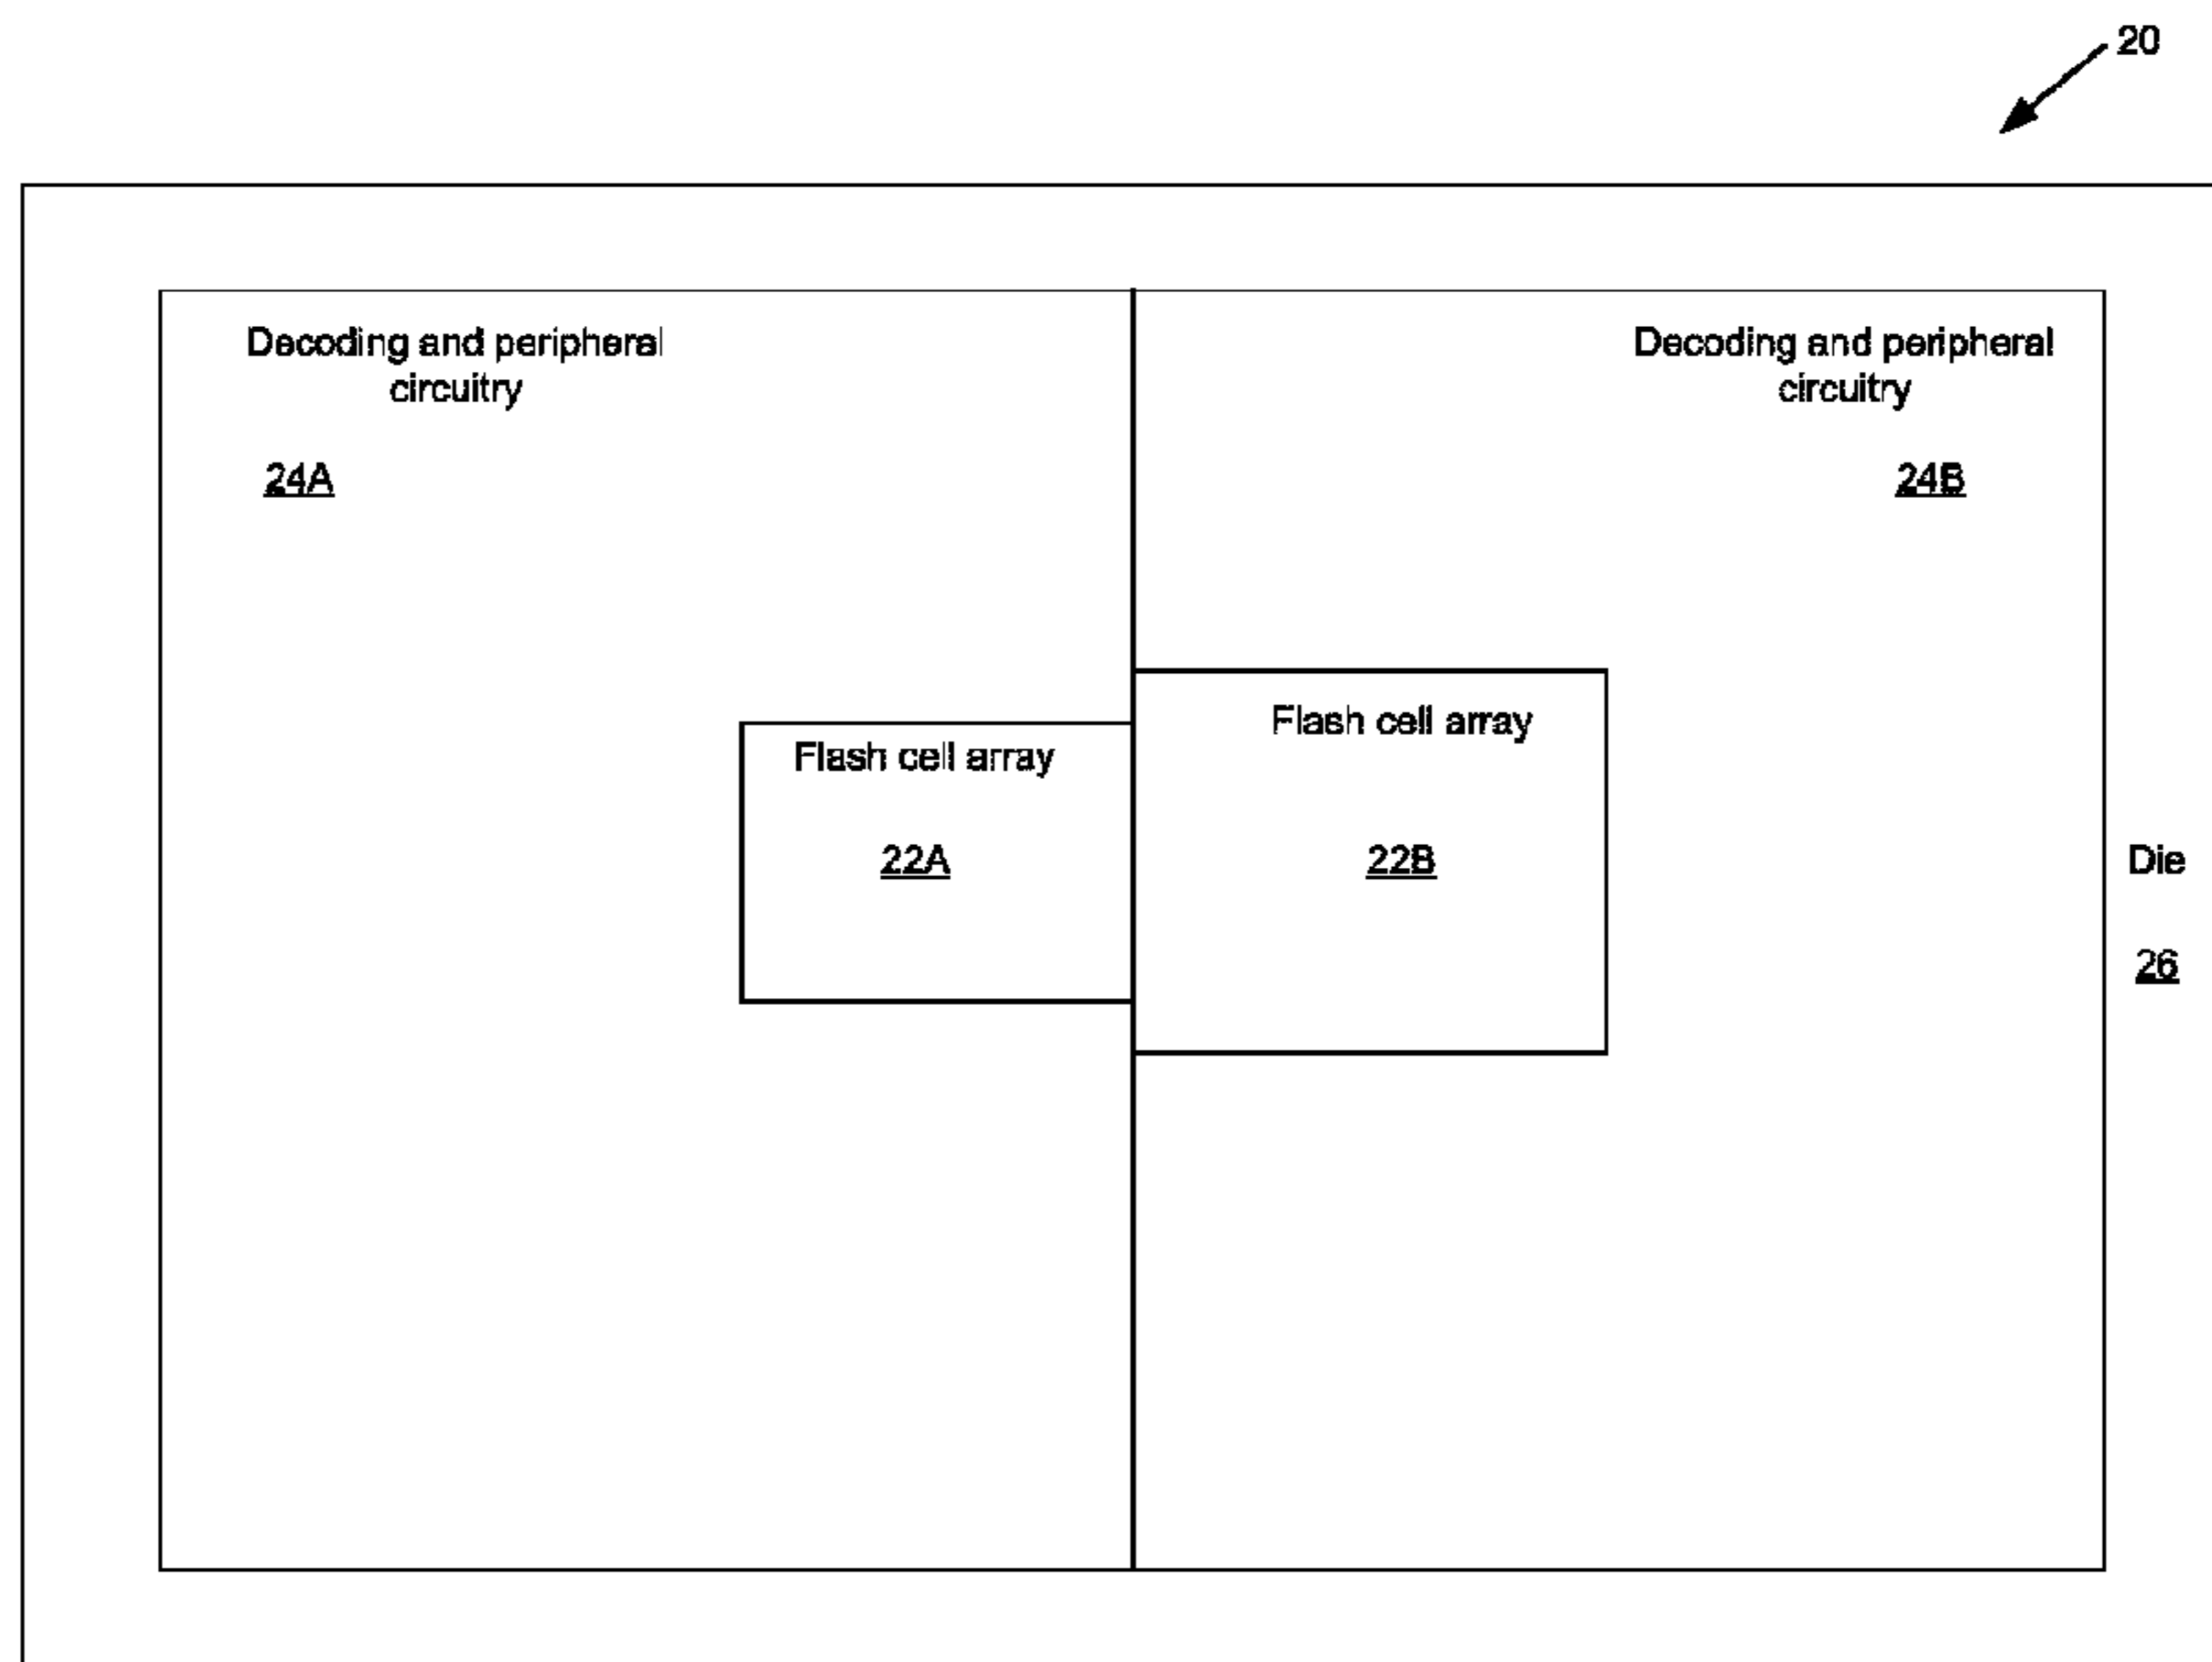 20
Decoding and peripheral
circuitry
24A
Decoding and peripheral
circuitry
24B
Flash cell array
22A
Flash cell array
22B
Die
26